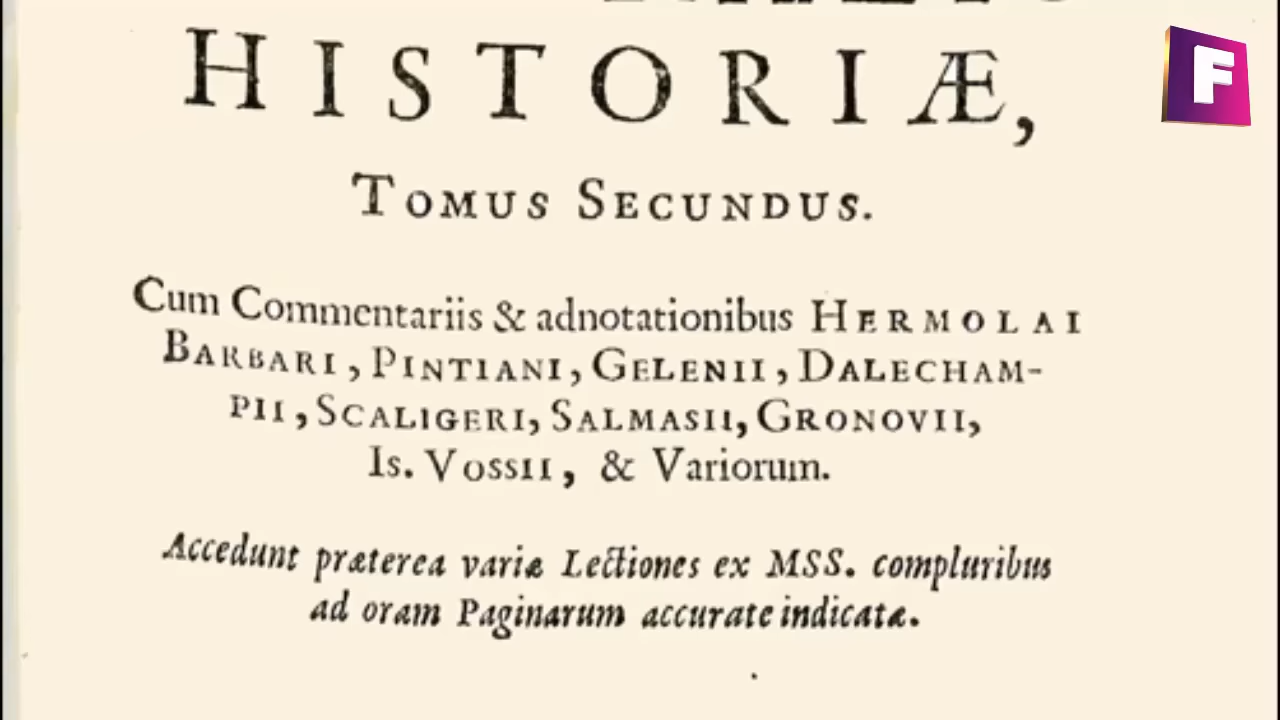 HISTORIÆ,
TOMUS SECUNDUS.
Cum Commentariis & adnotationibus HERMOLAI
BARBARI, PINTIANI, GELENII, DALECHAM-
PII, SCALIGERI, SALMASII, GRONOVII,
Is. VOSSII, & Variorum.
Accedunt præterea variæ Lectiones ex MSS. compluribus
ad oram Paginarum accurate indicatæ.
F